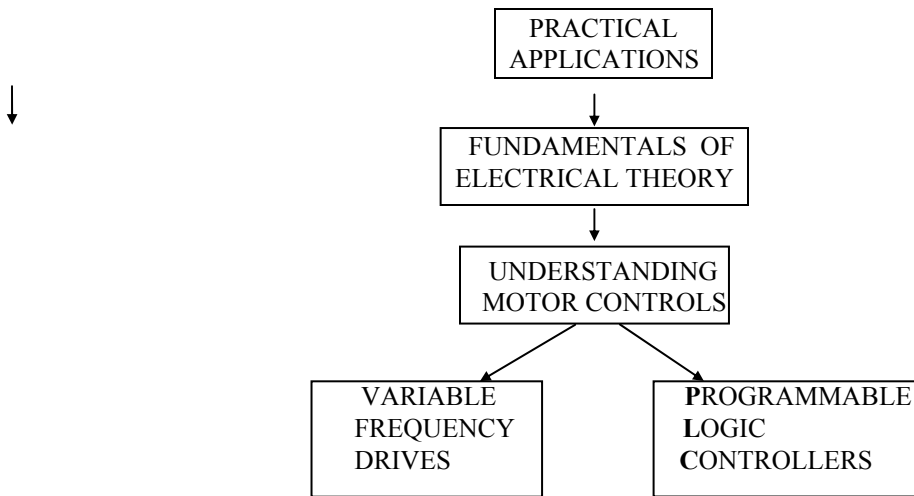 PRACTICAL
APPLICATIONS
FUNDAMENTALS OF
ELECTRICAL THEORY
UNDERSTANDING
MOTOR CONTROLS
VARIABLE
FREQUENCY
DRIVES
PROGRAMMABLE
LOGIC
CONTROLLERS